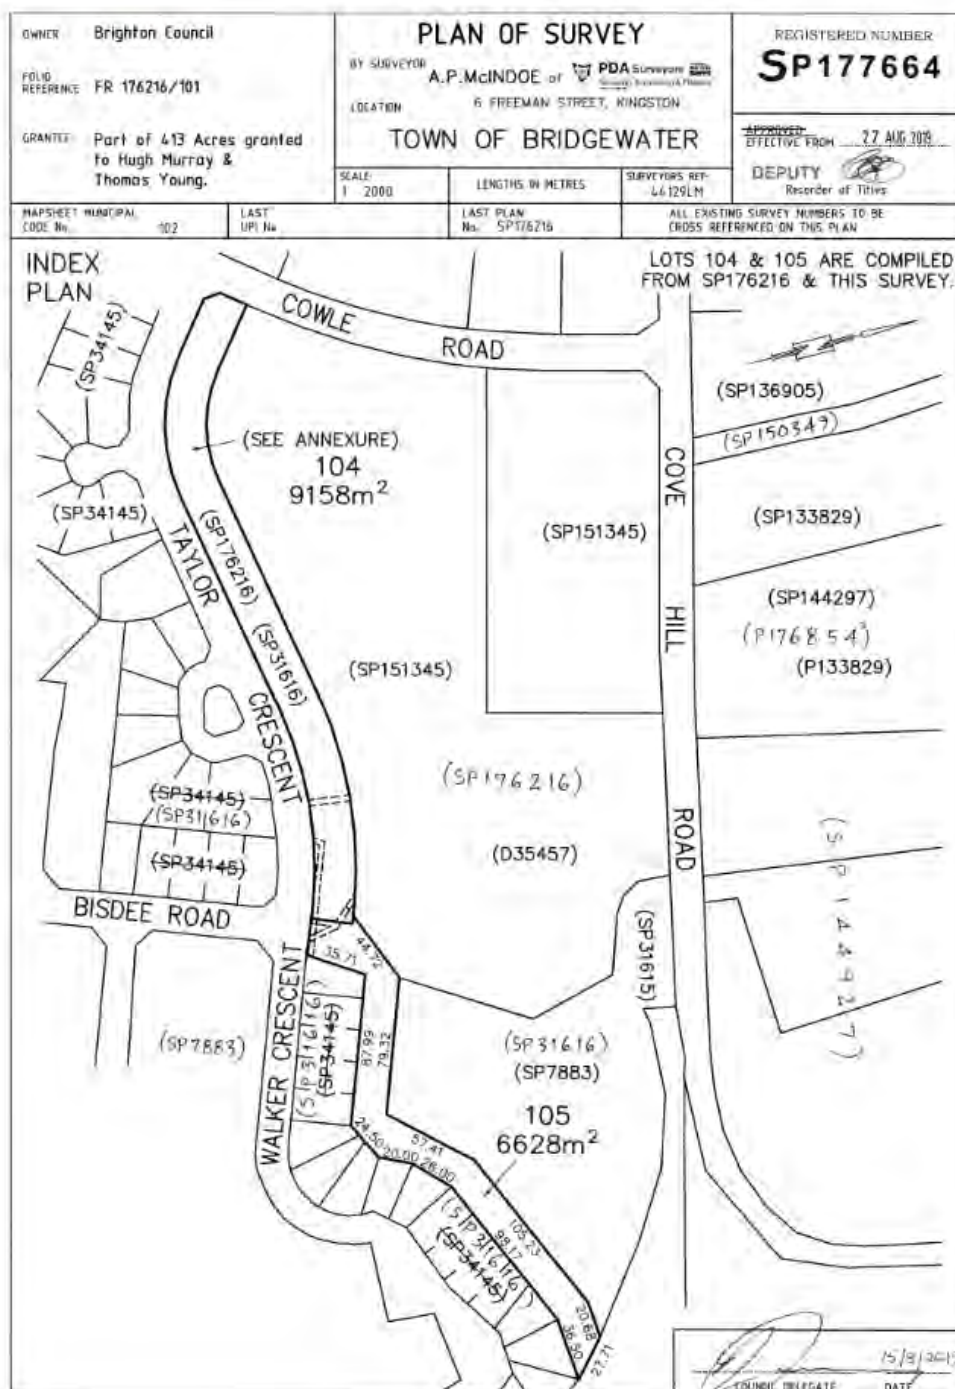 OWNER Brighton Council
FOLIO REFERENCE FR 176216/101
GRANTEE Part of 413 Acres granted
to Hugh Murray &
Thomas Young.
PLAN OF SURVEY
BY SURVEYOR A.P.McINDOE of PDA Surveyors
LOCATION 6 FREEMAN STREET, KINGSTON
TOWN OF BRIDGEWATER
SCALE 1 2000
LENGTHS IN METRES
SURVEYORS REF. 46129LM
REGISTERED NUMBER
SP177664
APPROVED
EFFECTIVE FROM 22 AUG 2019
DEPUTY
Recorder of Titles
MAPSHEET MUNICIPAL
CODE No. 102
LAST
UPI No
LAST PLAN
No. SP176216
ALL EXISTING SURVEY NUMBERS TO BE
CROSS REFERENCED ON THIS PLAN
INDEX
PLAN
LOTS 104 & 105 ARE COMPILED
FROM SP176216 & THIS SURVEY.
COWLE
ROAD
(SP34145)
(SP136905)
(SP150349)
(SEE ANNEXURE)
104
9158m²
COVE
HILL
ROAD
(SP34145)
(SP151345)
(SP133829)
TAYLOR
CRESCENT
(SP176216)
(SP31616)
(SP144297)
(P176854)
(P133829)
(SP151345)
(SP176216)
(SP34145)
(SP31616)
(SP34145)
(D35457)
(SP144927)
BISDEE ROAD
(SP31615)
44.72
35.71
WALKER CRESCENT
(SP7883)
(SP31616)
(SP34145)
87.99
79.32
(SP31616)
(SP7883)
105
6628m²
24.50
20.00
26.00
57.41
105.23
98.17
(SP31616)
(SP34145)
20.68
36.50
27.71
15/8/2019
COUNCIL DELEGATE
DATE